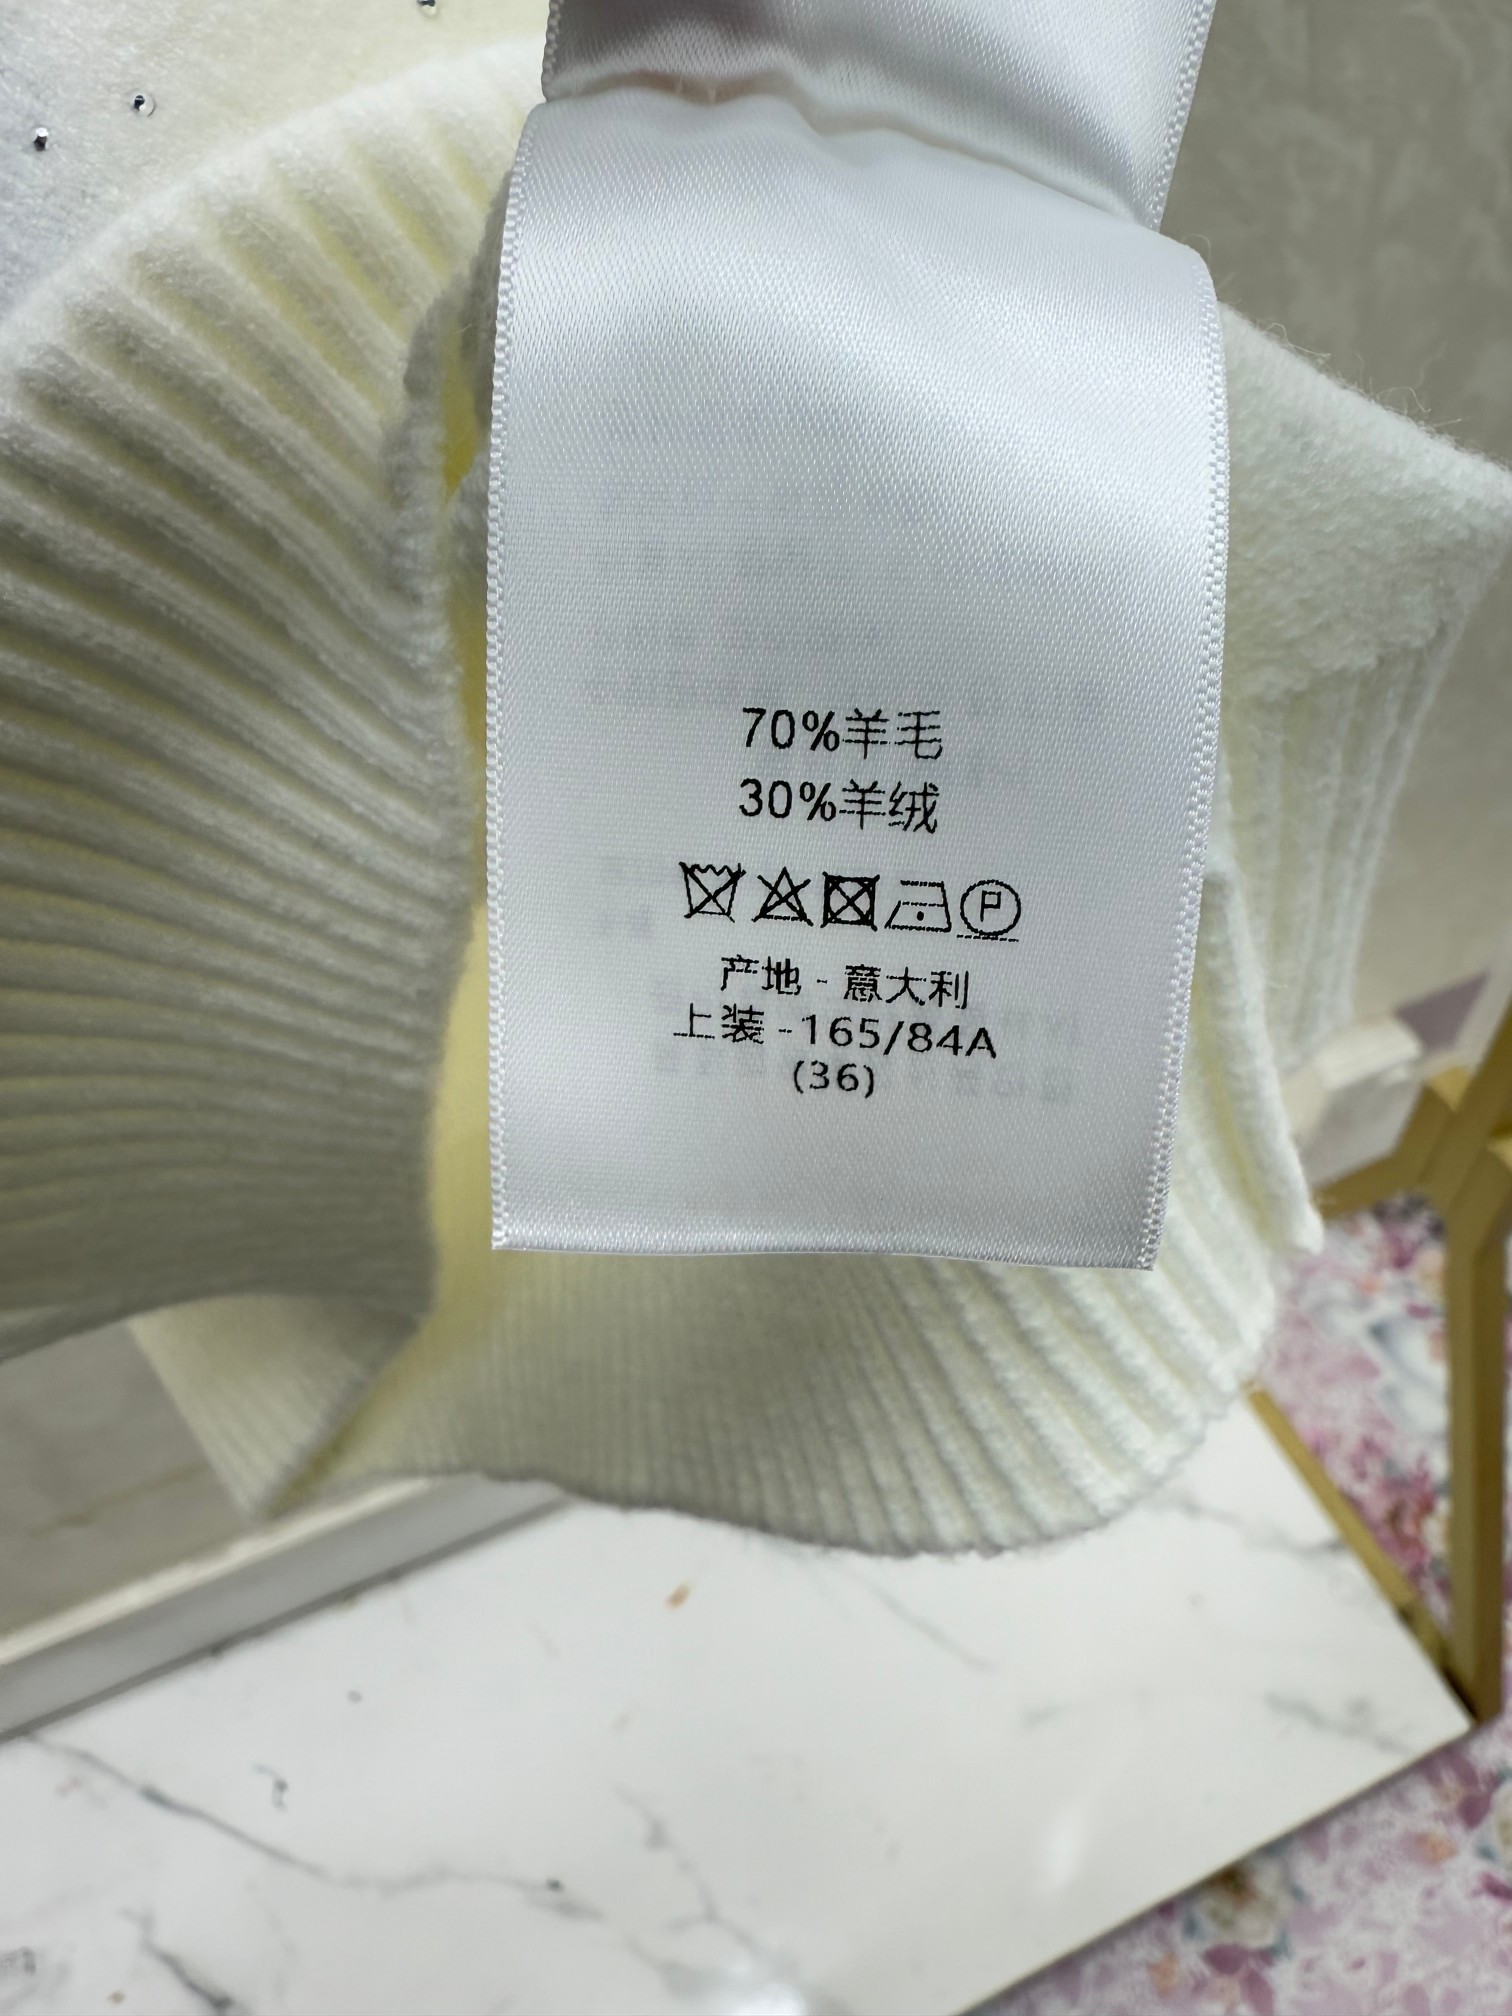 70%羊毛
30%羊绒
P
产地 - 意大利
上装 -165/84A
(36)